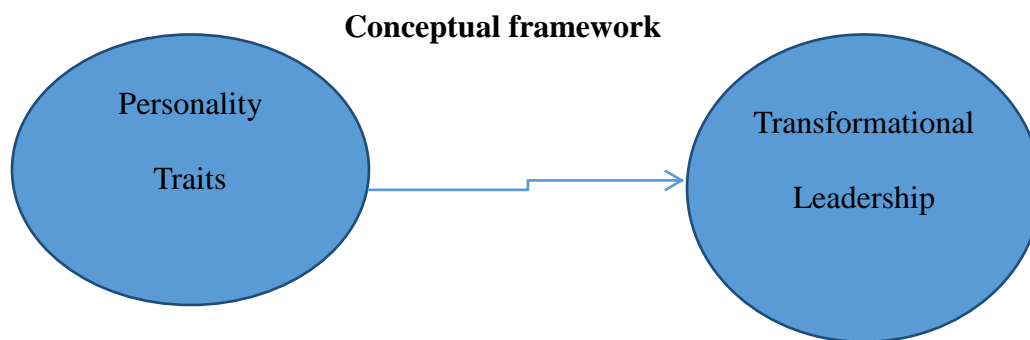 Conceptual framework
Personality
Traits
Transformational
Leadership